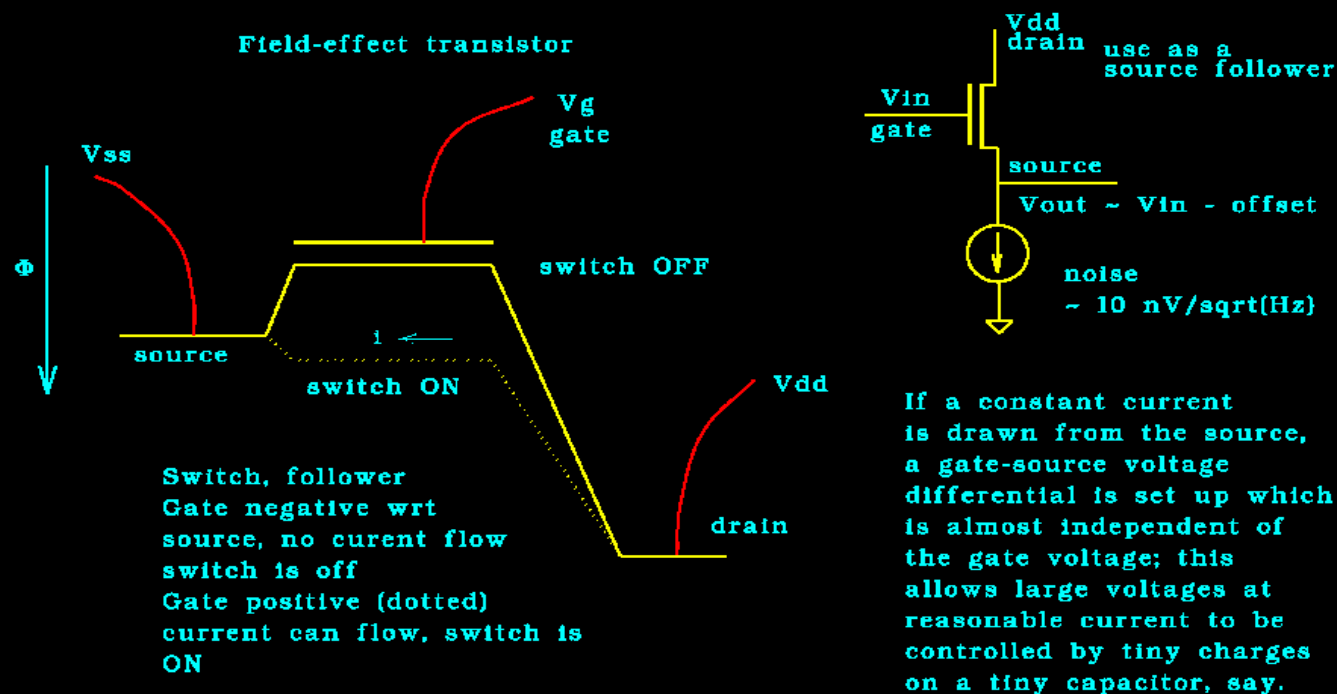 Field-effect transistor
Vg
gate
Vss
Φ
switch OFF
source
i
switch ON
Vdd
drain
Switch, follower
Gate negative wrt
source, no curent flow
switch is off
Gate positive (dotted)
current can flow, switch is
ON
Vdd
drain
use as a
source follower
Vin
gate
source
Vout ~ Vin - offset
noise
~ 10 nV/sqrt(Hz)
If a constant current
is drawn from the source,
a gate-source voltage
differential is set up which
is almost independent of
the gate voltage; this
allows large voltages at
reasonable current to be
controlled by tiny charges
on a tiny capacitor, say.